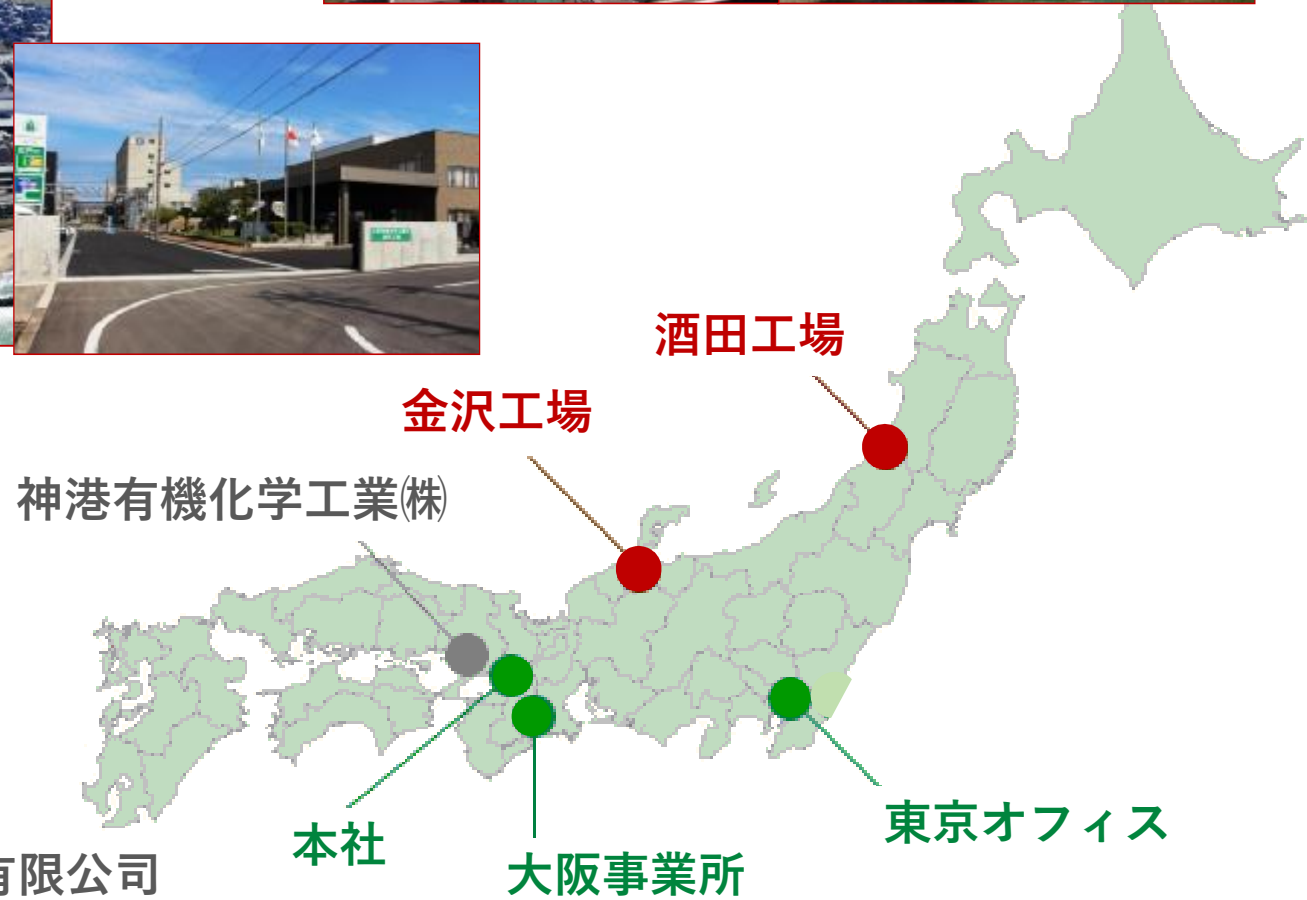 酒田工場
金沢工場
神港有機化学工業㈱
本社
東京オフィス
有限公司
大阪事業所